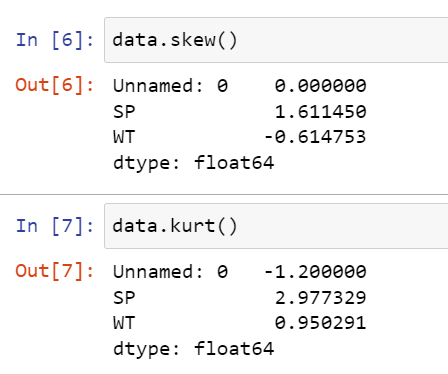 In [6]: data.skew()
Out[6]: Unnamed: 0    0.000000
SP            1.611450
WT           -0.614753
dtype: float64
In [7]: data.kurt()
Out[7]: Unnamed: 0   -1.200000
SP            2.977329
WT            0.950291
dtype: float64